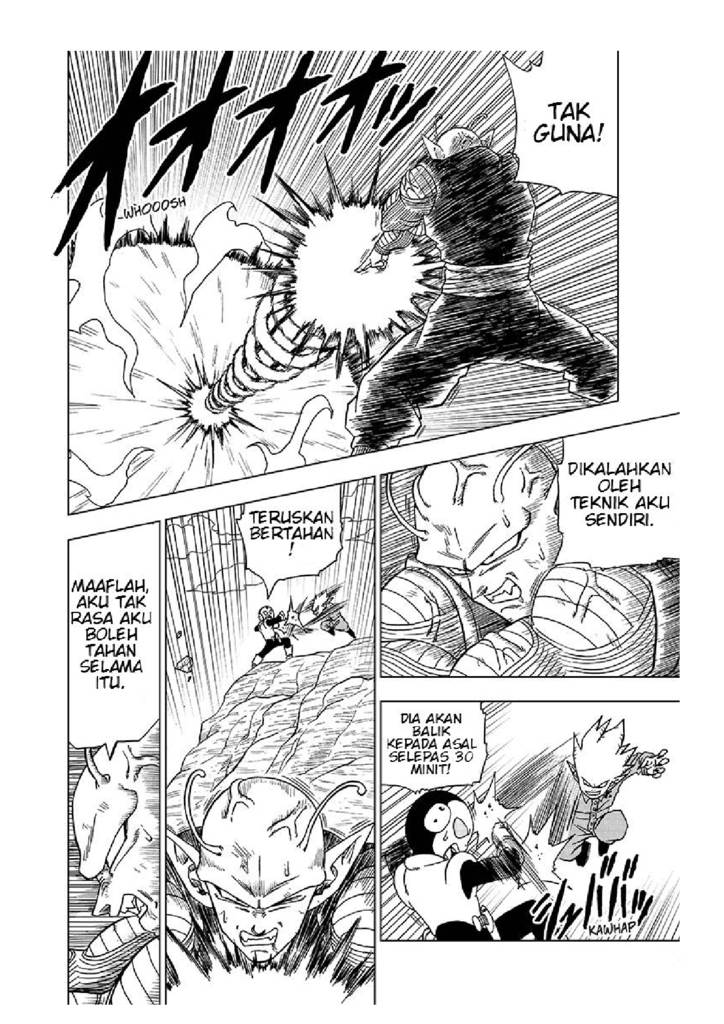 TAK
GUNA!
オオオオッ
-WHOOOSH
DIKALAHKAN
OLEH
TEKNIK AKU
SENDIRI.
DIA AKAN
BALIK
KEPADA ASAL
SELEPAS 30
MINIT!
KAWHAP
TERUSKAN
BERTAHAN
!
MAAFLAH,
AKU TAK
RASA AKU
BOLEH
TAHAN
SELAMA
ITU.